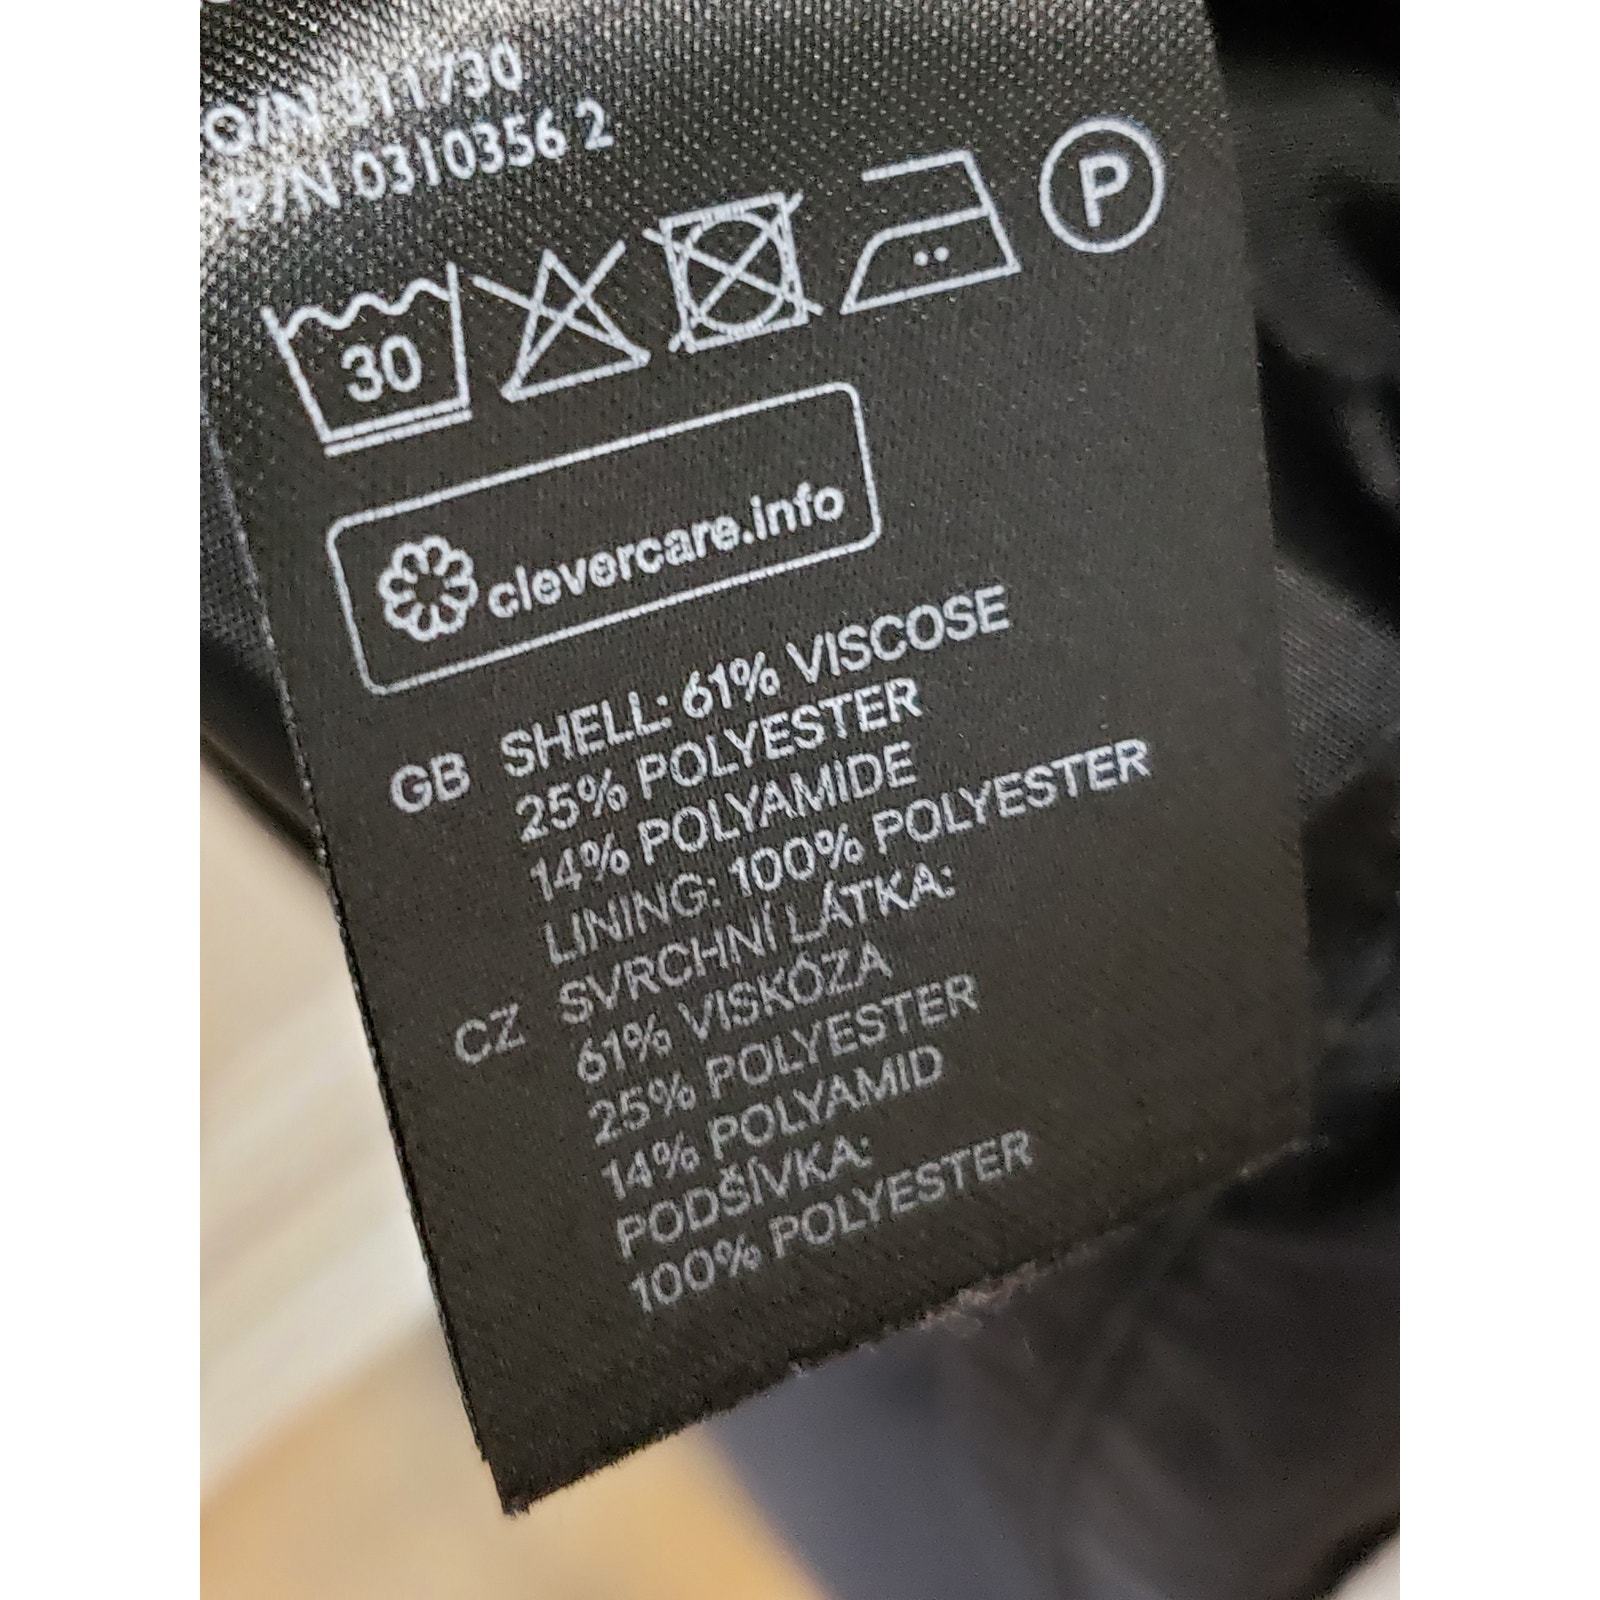 O/N 311730
P/N 0310356 2
30
P
clevercare.info
GB SHELL: 61% VISCOSE
25% POLYESTER
14% POLYAMIDE
LINING: 100% POLYESTER
CZ SVRCHNÍ LÁTKA:
61% VISKÓZA
25% POLYESTER
14% POLYAMID
PODŠÍVKA:
100% POLYESTER